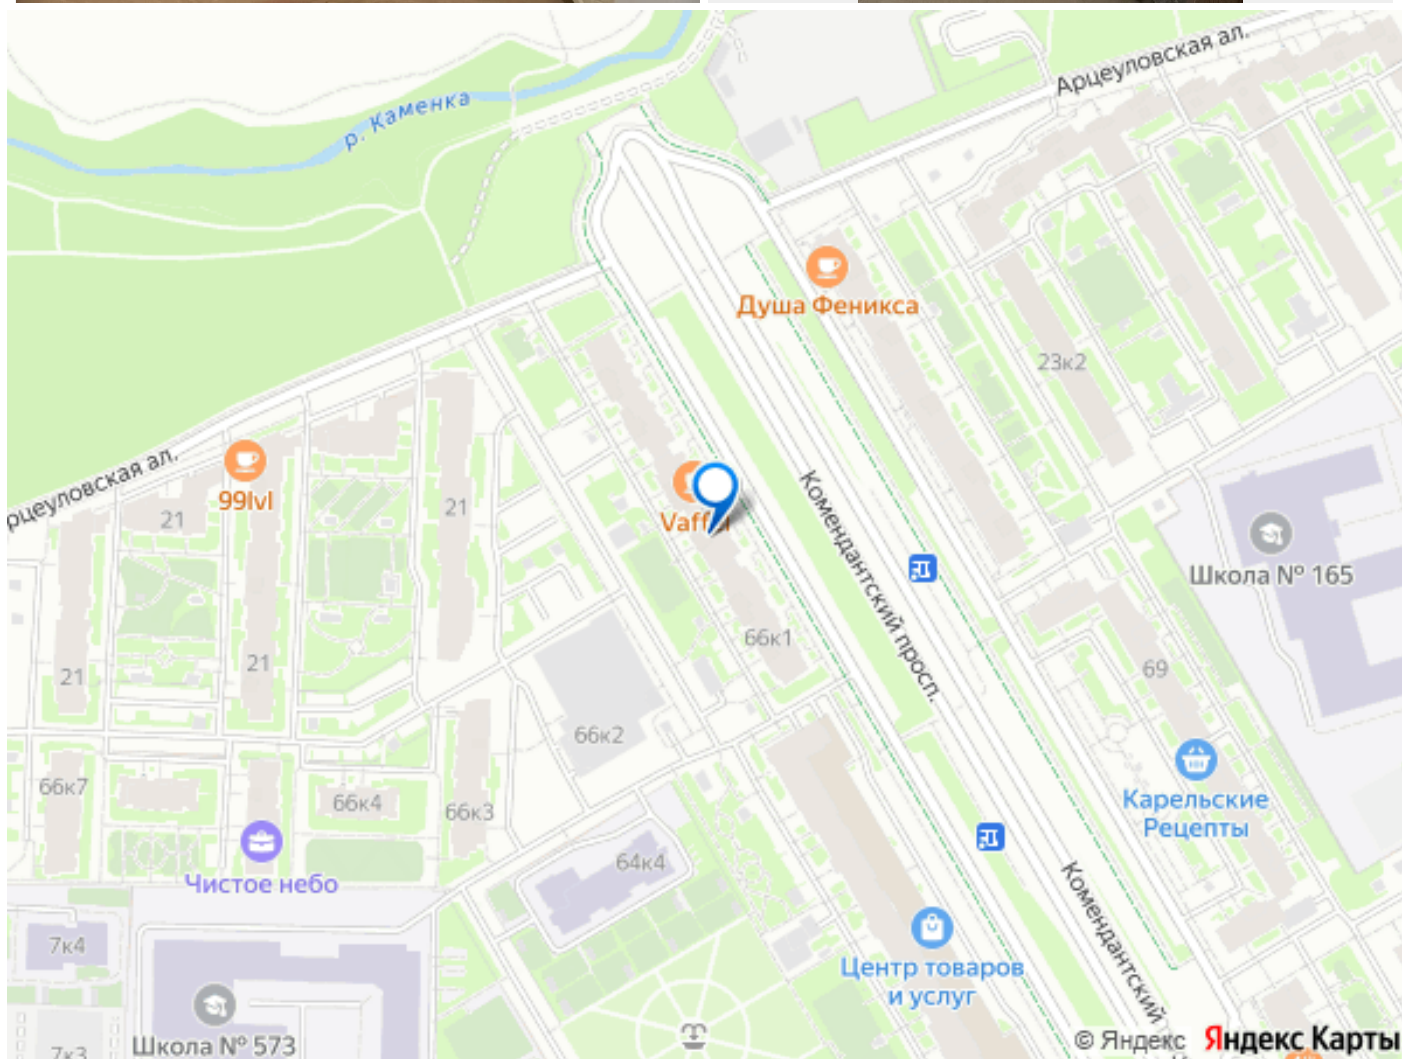 Арцеуловская ал.
р. Каменка
Душа Феникса
23к2
99lvl
21
21
Vaffel
Комендантский просп.
Школа № 165
Арцеуловская ал.
66к1
69
21
21
66к2
66к7
66к4
66к3
Карельские
Рецепты
64к4
Чистое небо
Комендантский
7к4
Центр товаров
и услуг
Школа № 573
7к3
© Яндекс Яндекс Карты